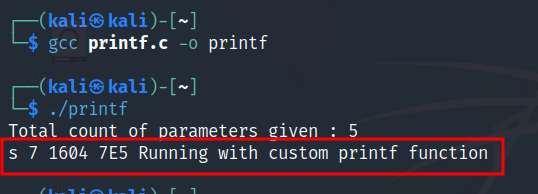 ┌──(kali㉿kali)-[~]
└─$ gcc printf.c -o printf
┌──(kali㉿kali)-[~]
└─$ ./printf
Total count of parameters given : 5
s 7 1604 7E5 Running with custom printf function